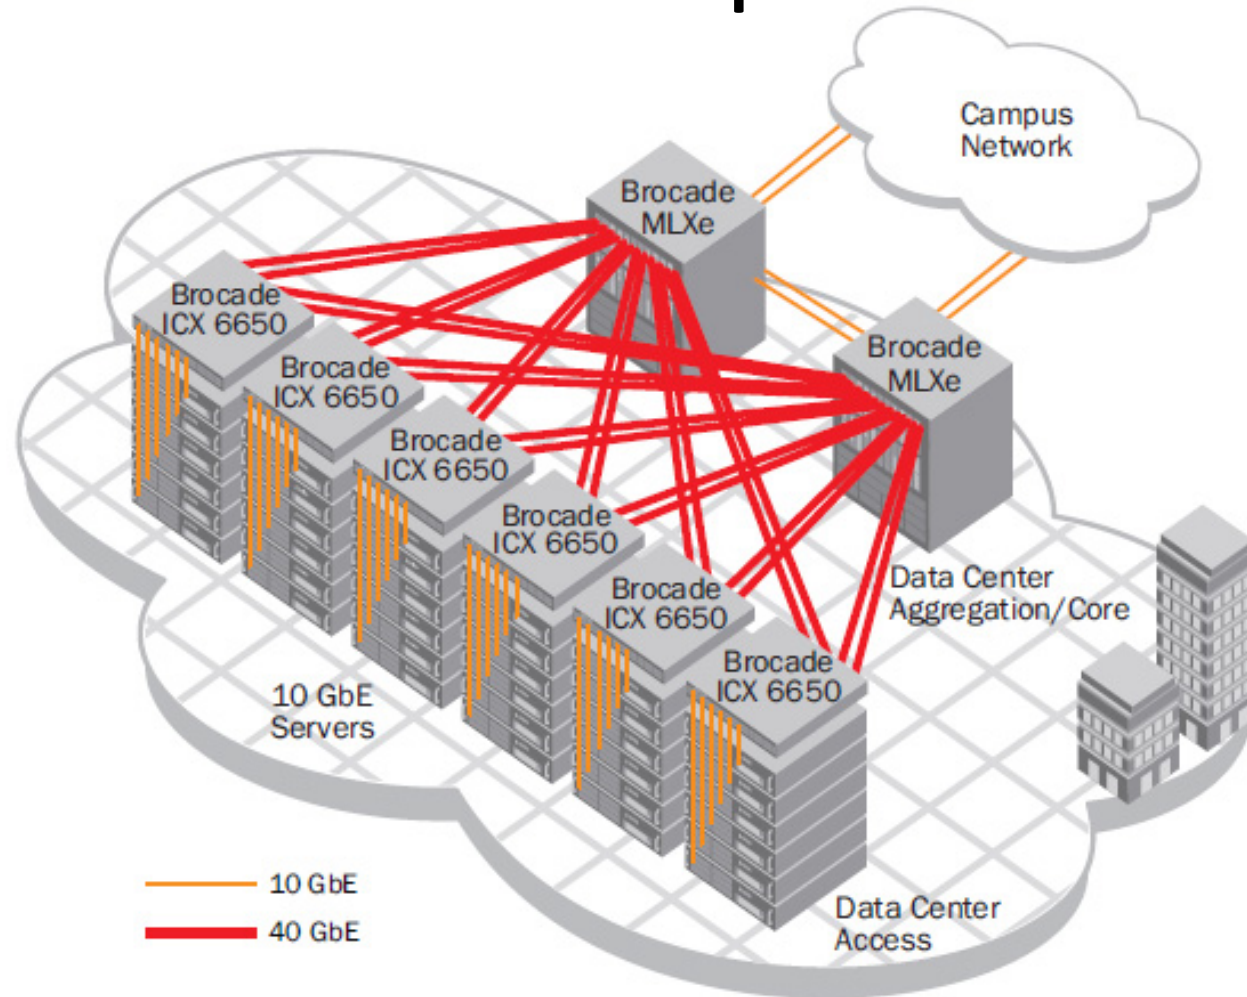 Campus
Network
Brocade
MLXe
Brocade
MLXe
Brocade
ICX 6650
Brocade
ICX 6650
Brocade
ICX 6650
Brocade
ICX 6650
Brocade
ICX 6650
Brocade
ICX 6650
Data Center
Aggregation/Core
10 GbE
Servers
10 GbE
40 GbE
Data Center
Access